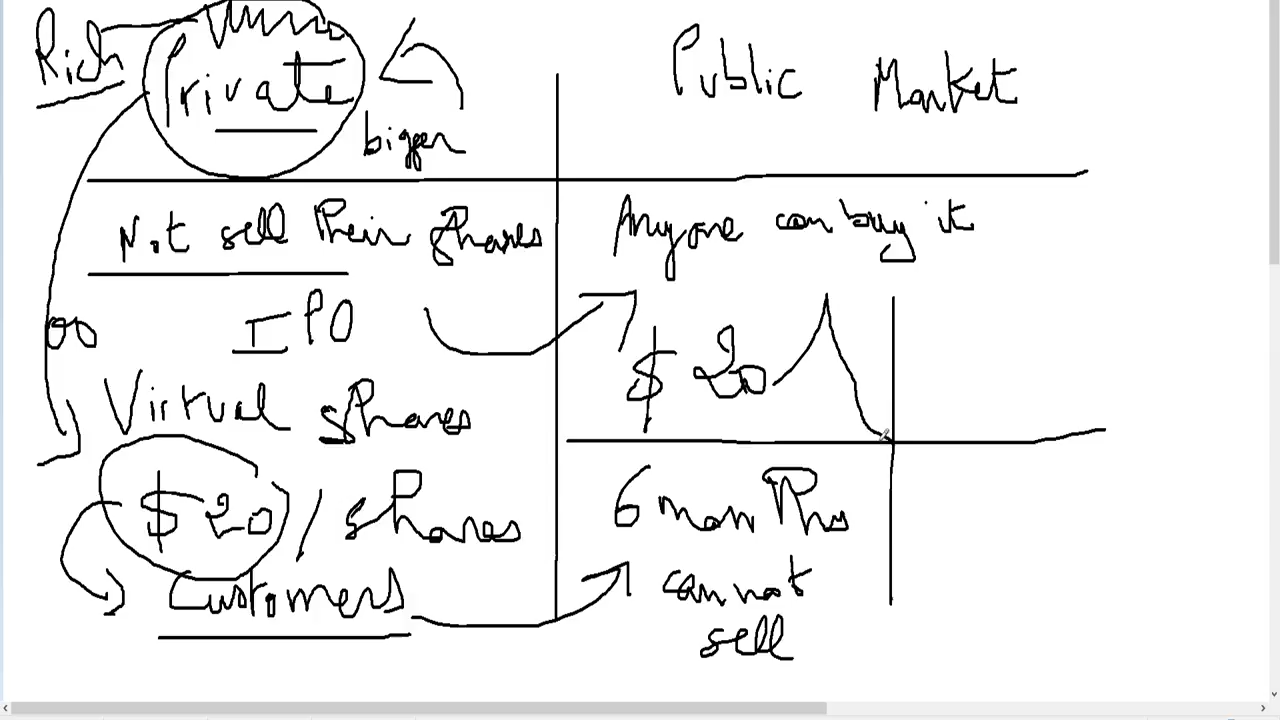 Rich
Private
bigger
Public Market
Not sell their shares
Anyone can buy it
IPO
$ 20
Virtual shares
$ 20 / shares
6 months
Customers
cannot
sell